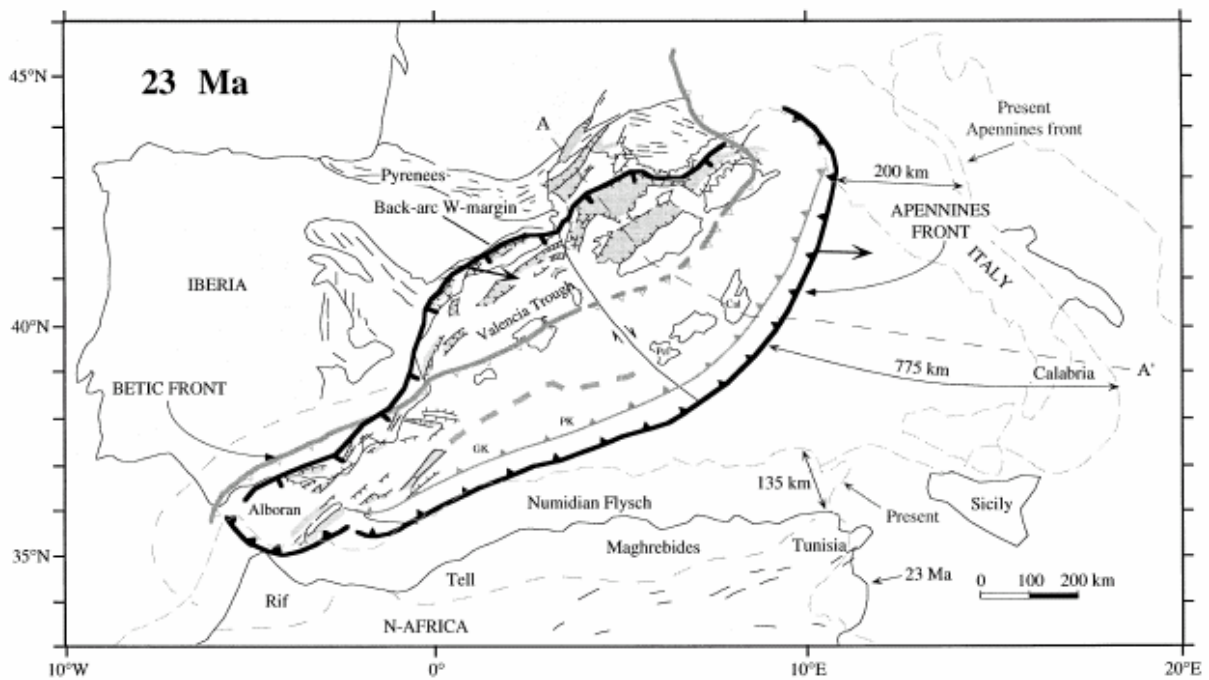 45°N
40°N
35°N
23 Ma
A
Present
Apennines front
Pyrenees
200 km
Back-arc W-margin
APENNINES
FRONT
IBERIA
ITALY
Valencia Trough
Cal
Pel
BETIC FRONT
775 km
Calabria
A'
PK
GK
135 km
Alboran
Numidian Flysch
Sicily
Present
Maghrebides
Tunisia
Tell
23 Ma
0 100 200 km
Rif
N-AFRICA
10°W
0°
10°E
20°E